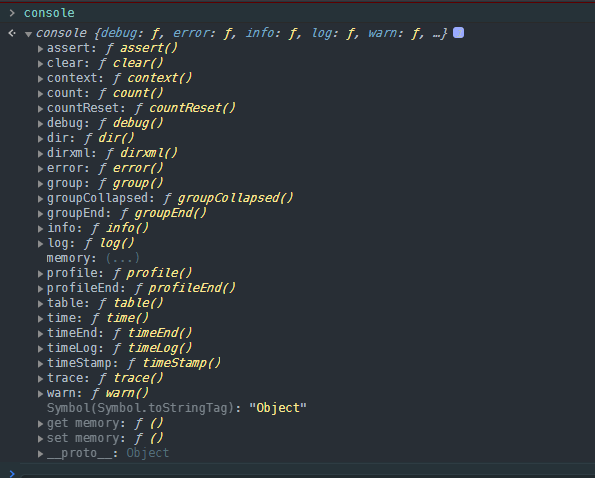 console
console {debug: ƒ, error: ƒ, info: ƒ, log: ƒ, warn: ƒ, …}
assert: ƒ assert()
clear: ƒ clear()
context: ƒ context()
count: ƒ count()
countReset: ƒ countReset()
debug: ƒ debug()
dir: ƒ dir()
dirxml: ƒ dirxml()
error: ƒ error()
group: ƒ group()
groupCollapsed: ƒ groupCollapsed()
groupEnd: ƒ groupEnd()
info: ƒ info()
log: ƒ log()
memory: (...)
profile: ƒ profile()
profileEnd: ƒ profileEnd()
table: ƒ table()
time: ƒ time()
timeEnd: ƒ timeEnd()
timeLog: ƒ timeLog()
timeStamp: ƒ timeStamp()
trace: ƒ trace()
warn: ƒ warn()
Symbol(Symbol.toStringTag): "Object"
get memory: ƒ ()
set memory: ƒ ()
__proto__: Object